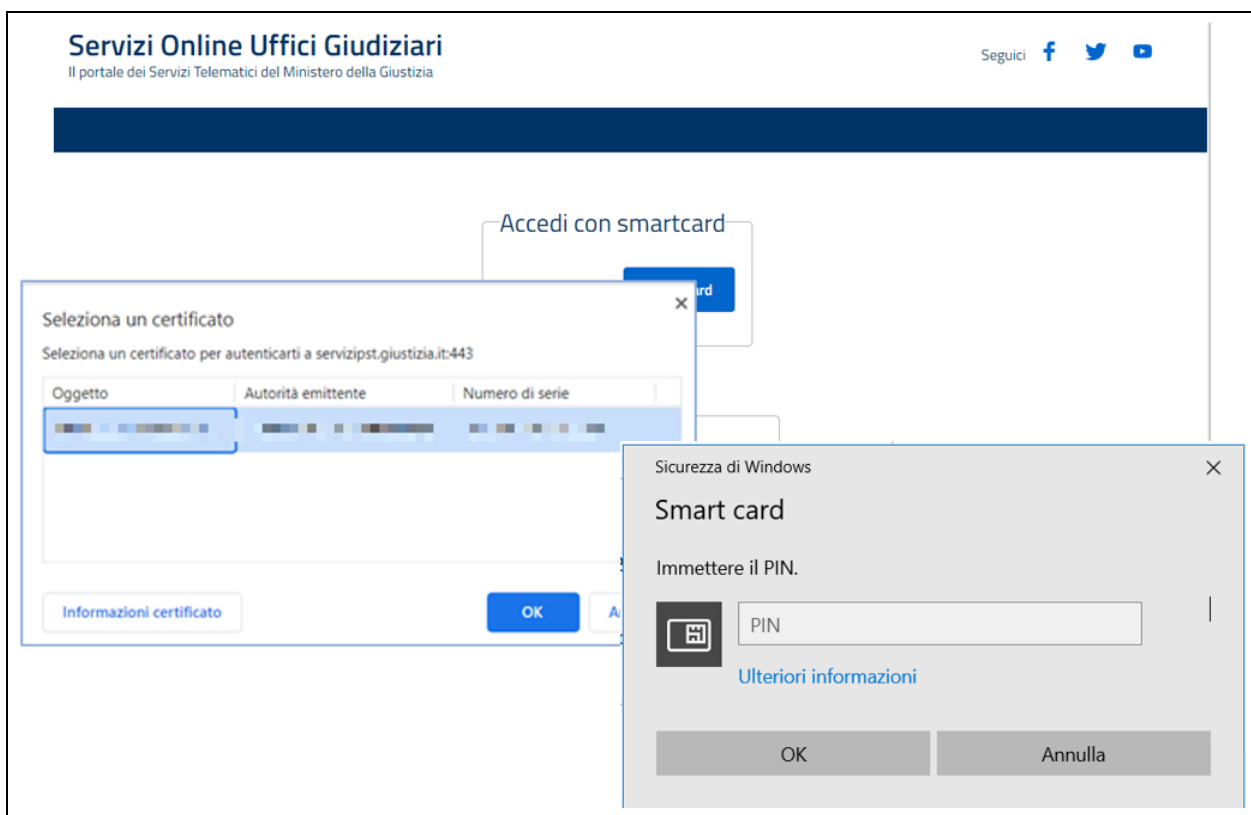 Servizi Online Uffici Giudiziari
Il portale dei Servizi Telematici del Ministero della Giustizia
Seguici
Accedi con smartcard
Seleziona un certificato
Seleziona un certificato per autenticarti a servizipst.giustizia.it:443
Oggetto Autorità emittente Numero di serie
Informazioni certificato OK
Sicurezza di Windows
Smart card
Immettere il PIN.
PIN
Ulteriori informazioni
OK Annulla